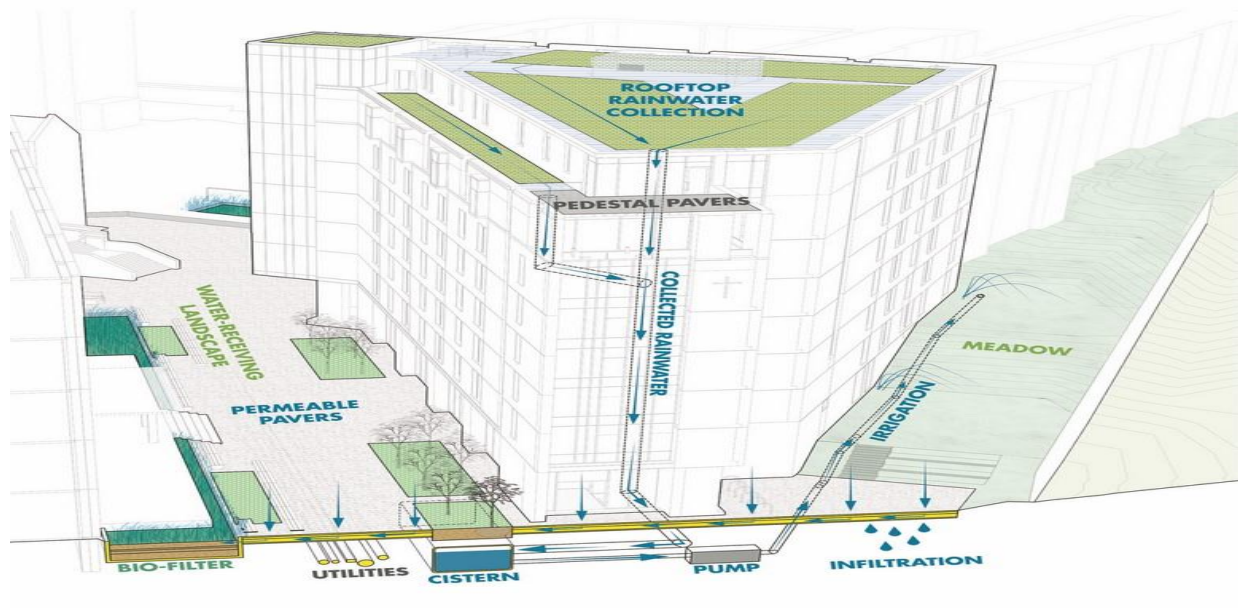 ROOFTOP
RAINWATER
COLLECTION
PEDESTAL PAVERS
COLLECTED RAINWATER
WATER-RECEIVING
LANDSCAPE
PERMEABLE
PAVERS
MEADOW
IRRIGATION
BIO-FILTER
UTILITIES
CISTERN
PUMP
INFILTRATION